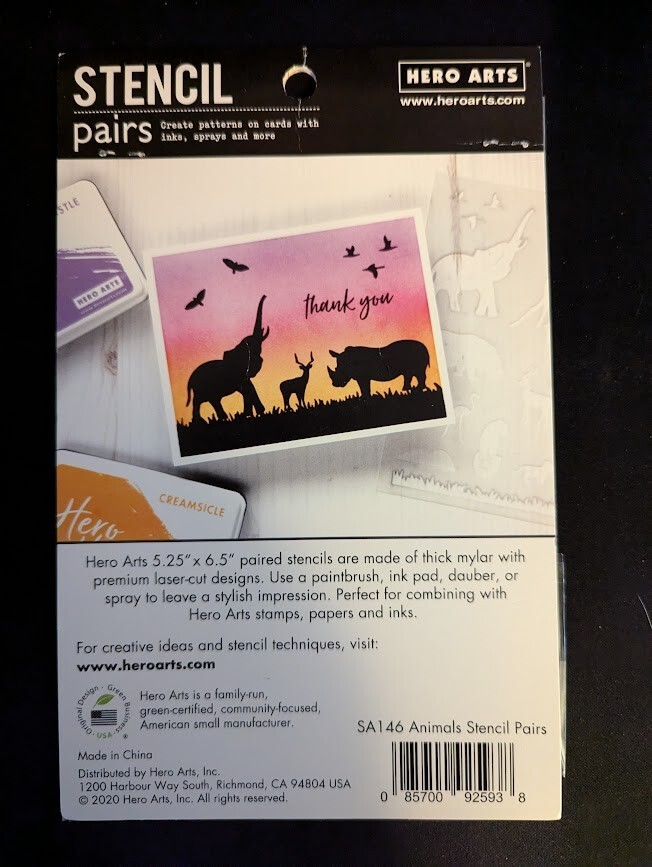 STENCIL
pairs
Create patterns on cards with
inks, sprays and more
HERO ARTS
www.heroarts.com
STLE
HERO ARTS
thank you
CREAMSICLE
Hero
Hero Arts 5.25" x 6.5" paired stencils are made of thick mylar with
premium laser-cut designs. Use a paintbrush, ink pad, dauber, or
spray to leave a stylish impression. Perfect for combining with
Hero Arts stamps, papers and inks.
For creative ideas and stencil techniques, visit:
www.heroarts.com
Original Design · Green Business · USA ·
Hero Arts is a family-run,
green-certified, community-focused,
American small manufacturer.
SA146 Animals Stencil Pairs
Made in China
Distributed by Hero Arts, Inc.
1200 Harbour Way South, Richmond, CA 94804 USA
© 2020 Hero Arts, Inc. All rights reserved.
0 85700 92593 8